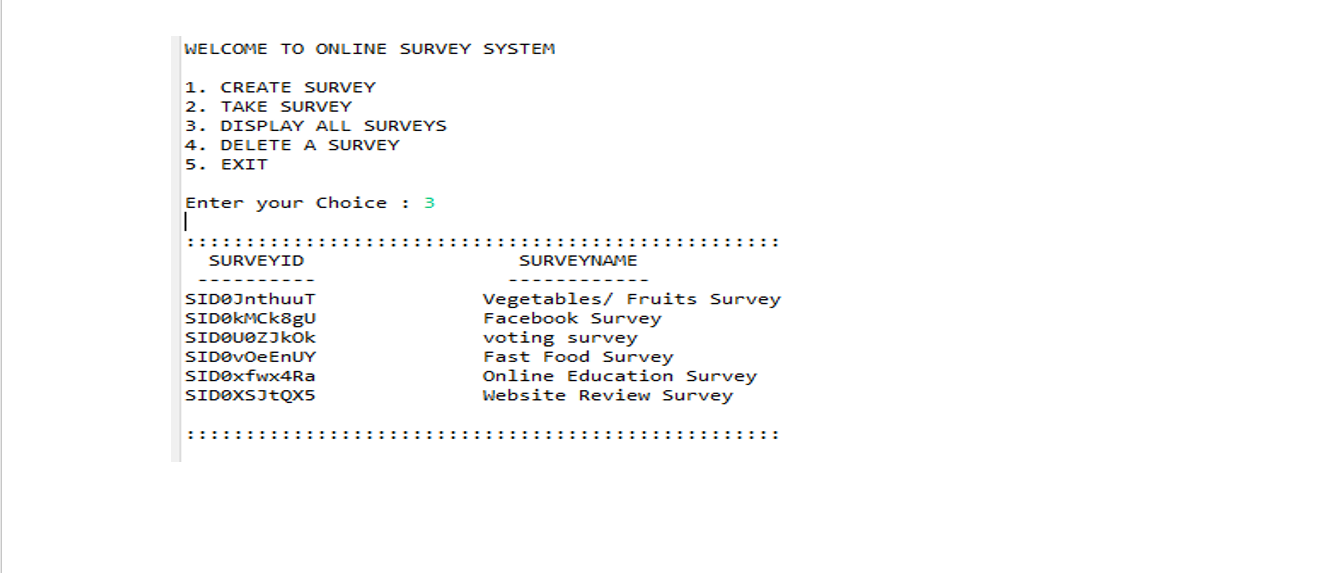 WELCOME TO ONLINE SURVEY SYSTEM
1. CREATE SURVEY
2. TAKE SURVEY
3. DISPLAY ALL SURVEYS
4. DELETE A SURVEY
5. EXIT
Enter your Choice : 3
::::::::::::::::::::::::::::::::::::::::::::::::::
SURVEYID SURVEYNAME
---------- ------------
SID0JnthuuT Vegetables/ Fruits Survey
SID0kMCk8gU Facebook Survey
SID0U0ZJkOk voting survey
SID0vOeEnUY Fast Food Survey
SID0xfwx4Ra Online Education Survey
SID0XSJtQX5 Website Review Survey
::::::::::::::::::::::::::::::::::::::::::::::::::